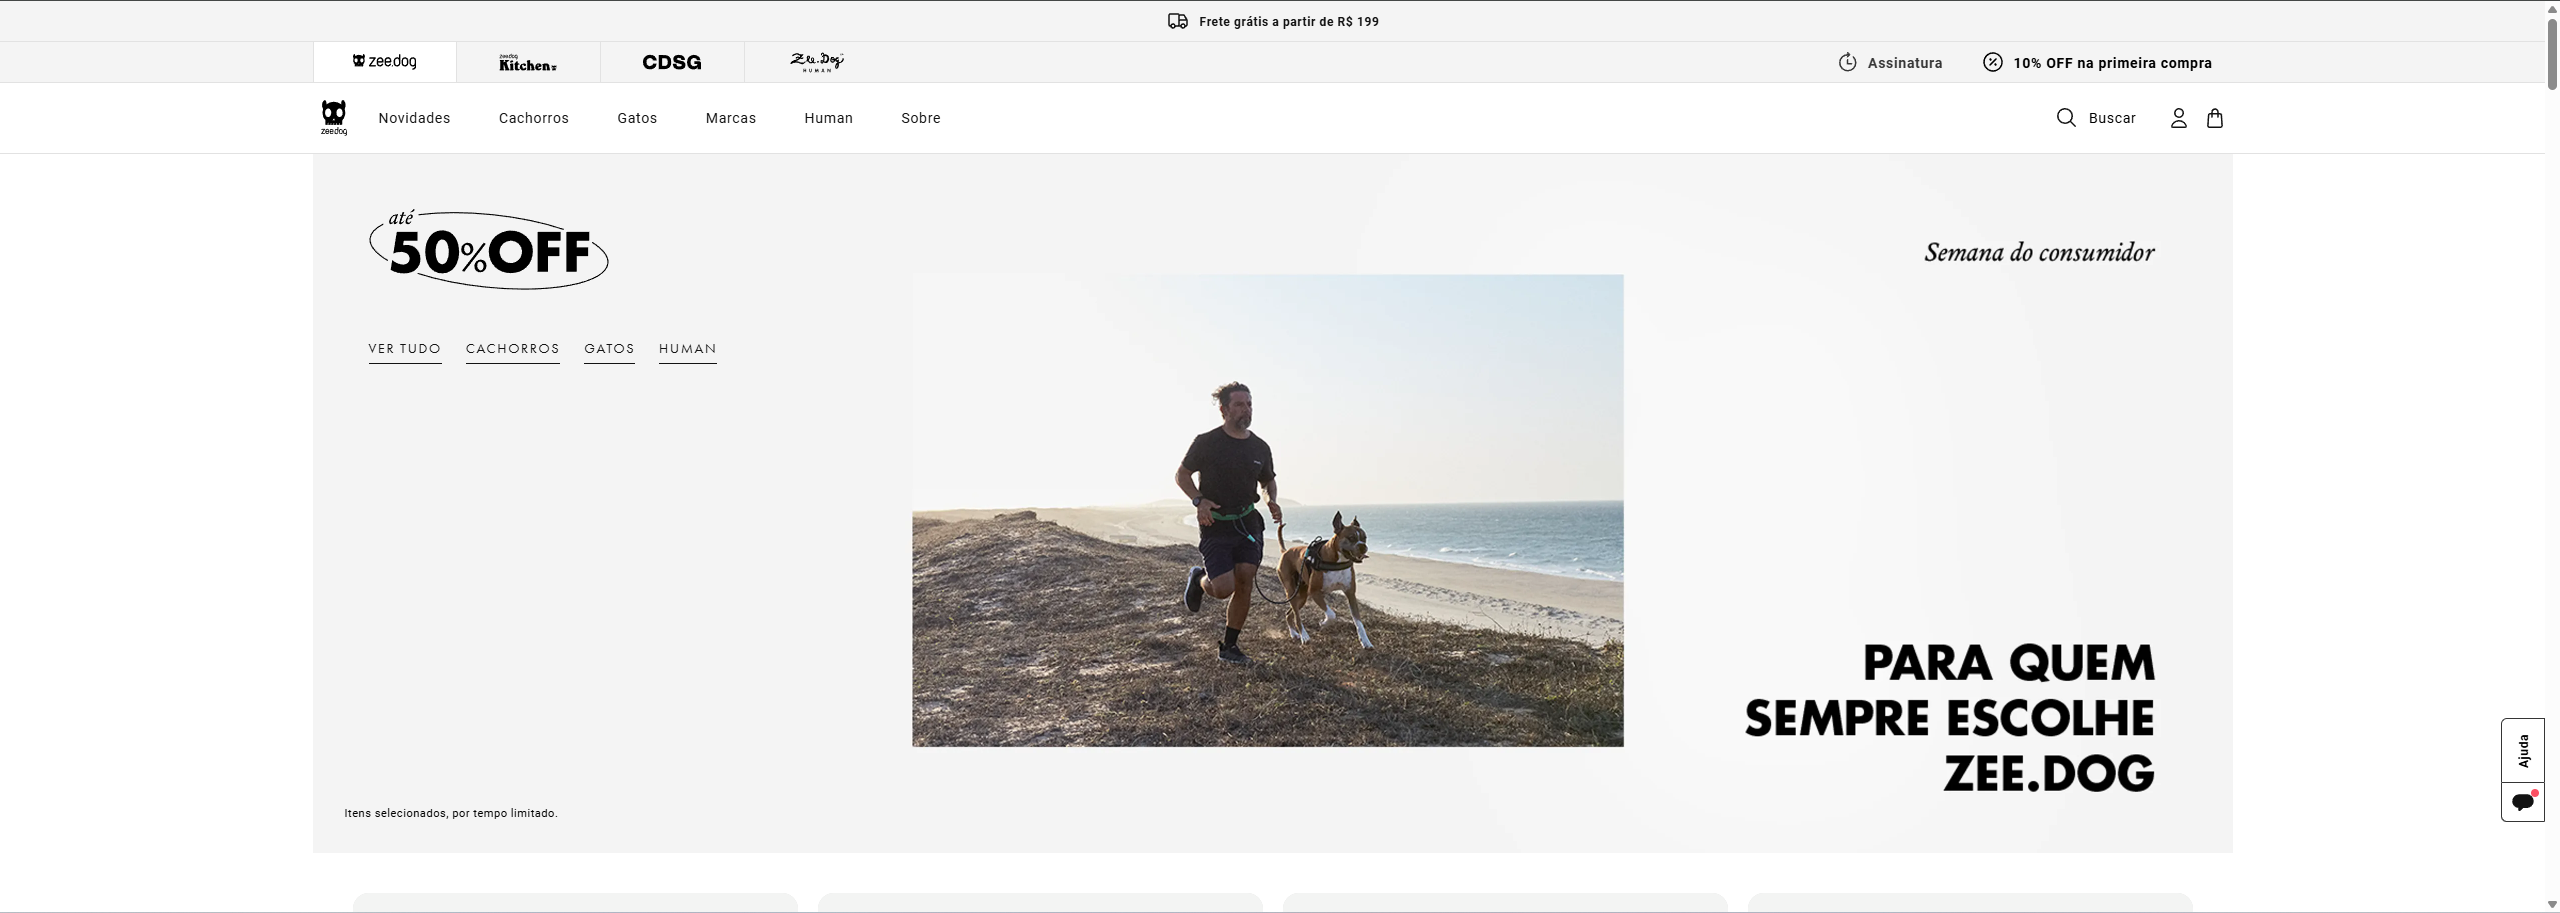 Frete grátis a partir de R$ 199
zee.dog
zee.dog
Kitchen
CDSG
Zee.Dog
HUMAN
Assinatura
10% OFF na primeira compra
zee.dog
Novidades
Cachorros
Gatos
Marcas
Human
Sobre
Buscar
até
50%OFF
Semana do consumidor
VER TUDO
CACHORROS
GATOS
HUMAN
PARA QUEM
SEMPRE ESCOLHE
ZEE.DOG
Ajuda
Itens selecionados, por tempo limitado.